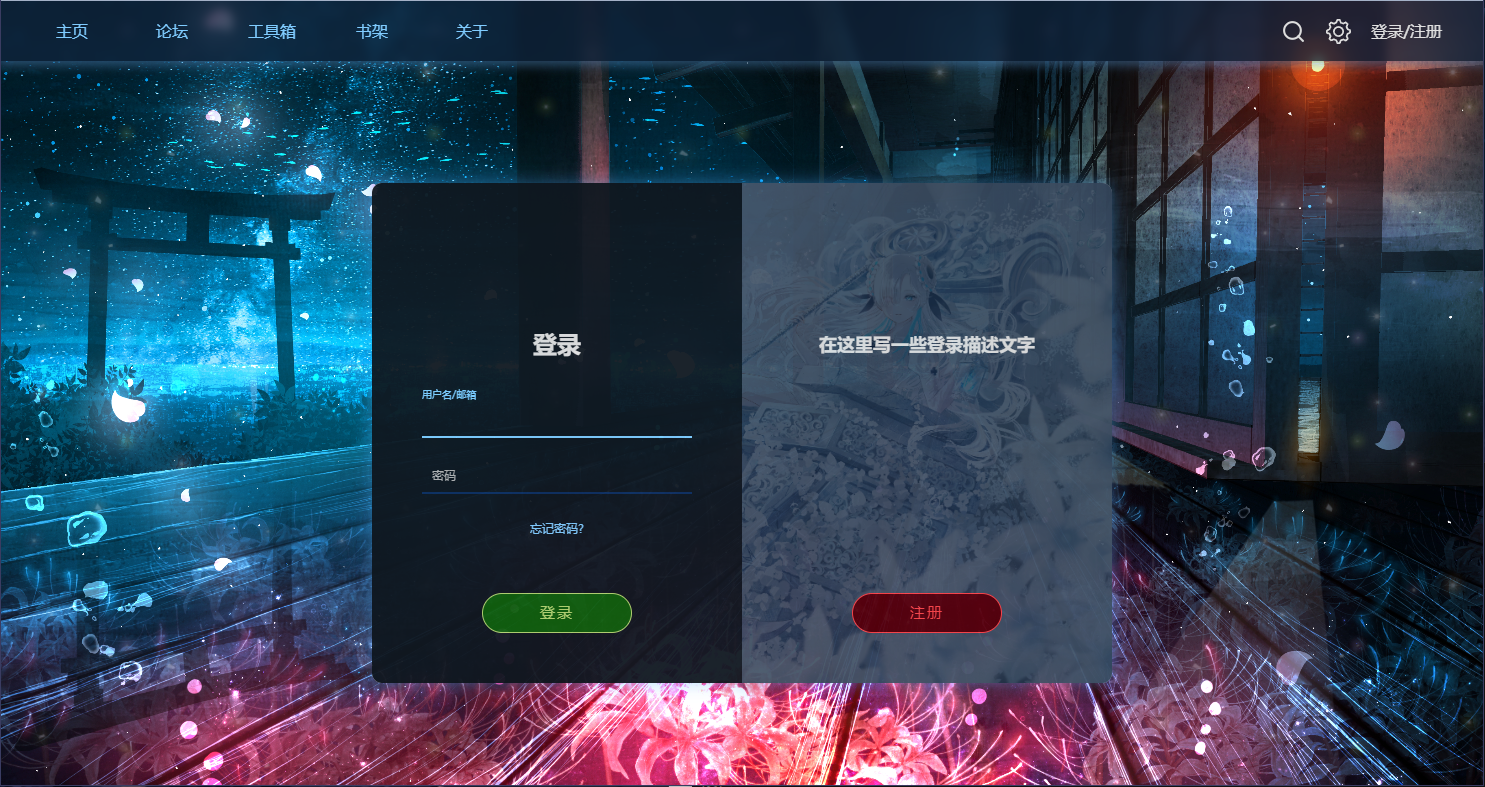 主页 论坛 工具箱 书架 关于 登录/注册
登录
用户名/邮箱
密码
忘记密码?
登录
在这里写一些登录描述文字
注册